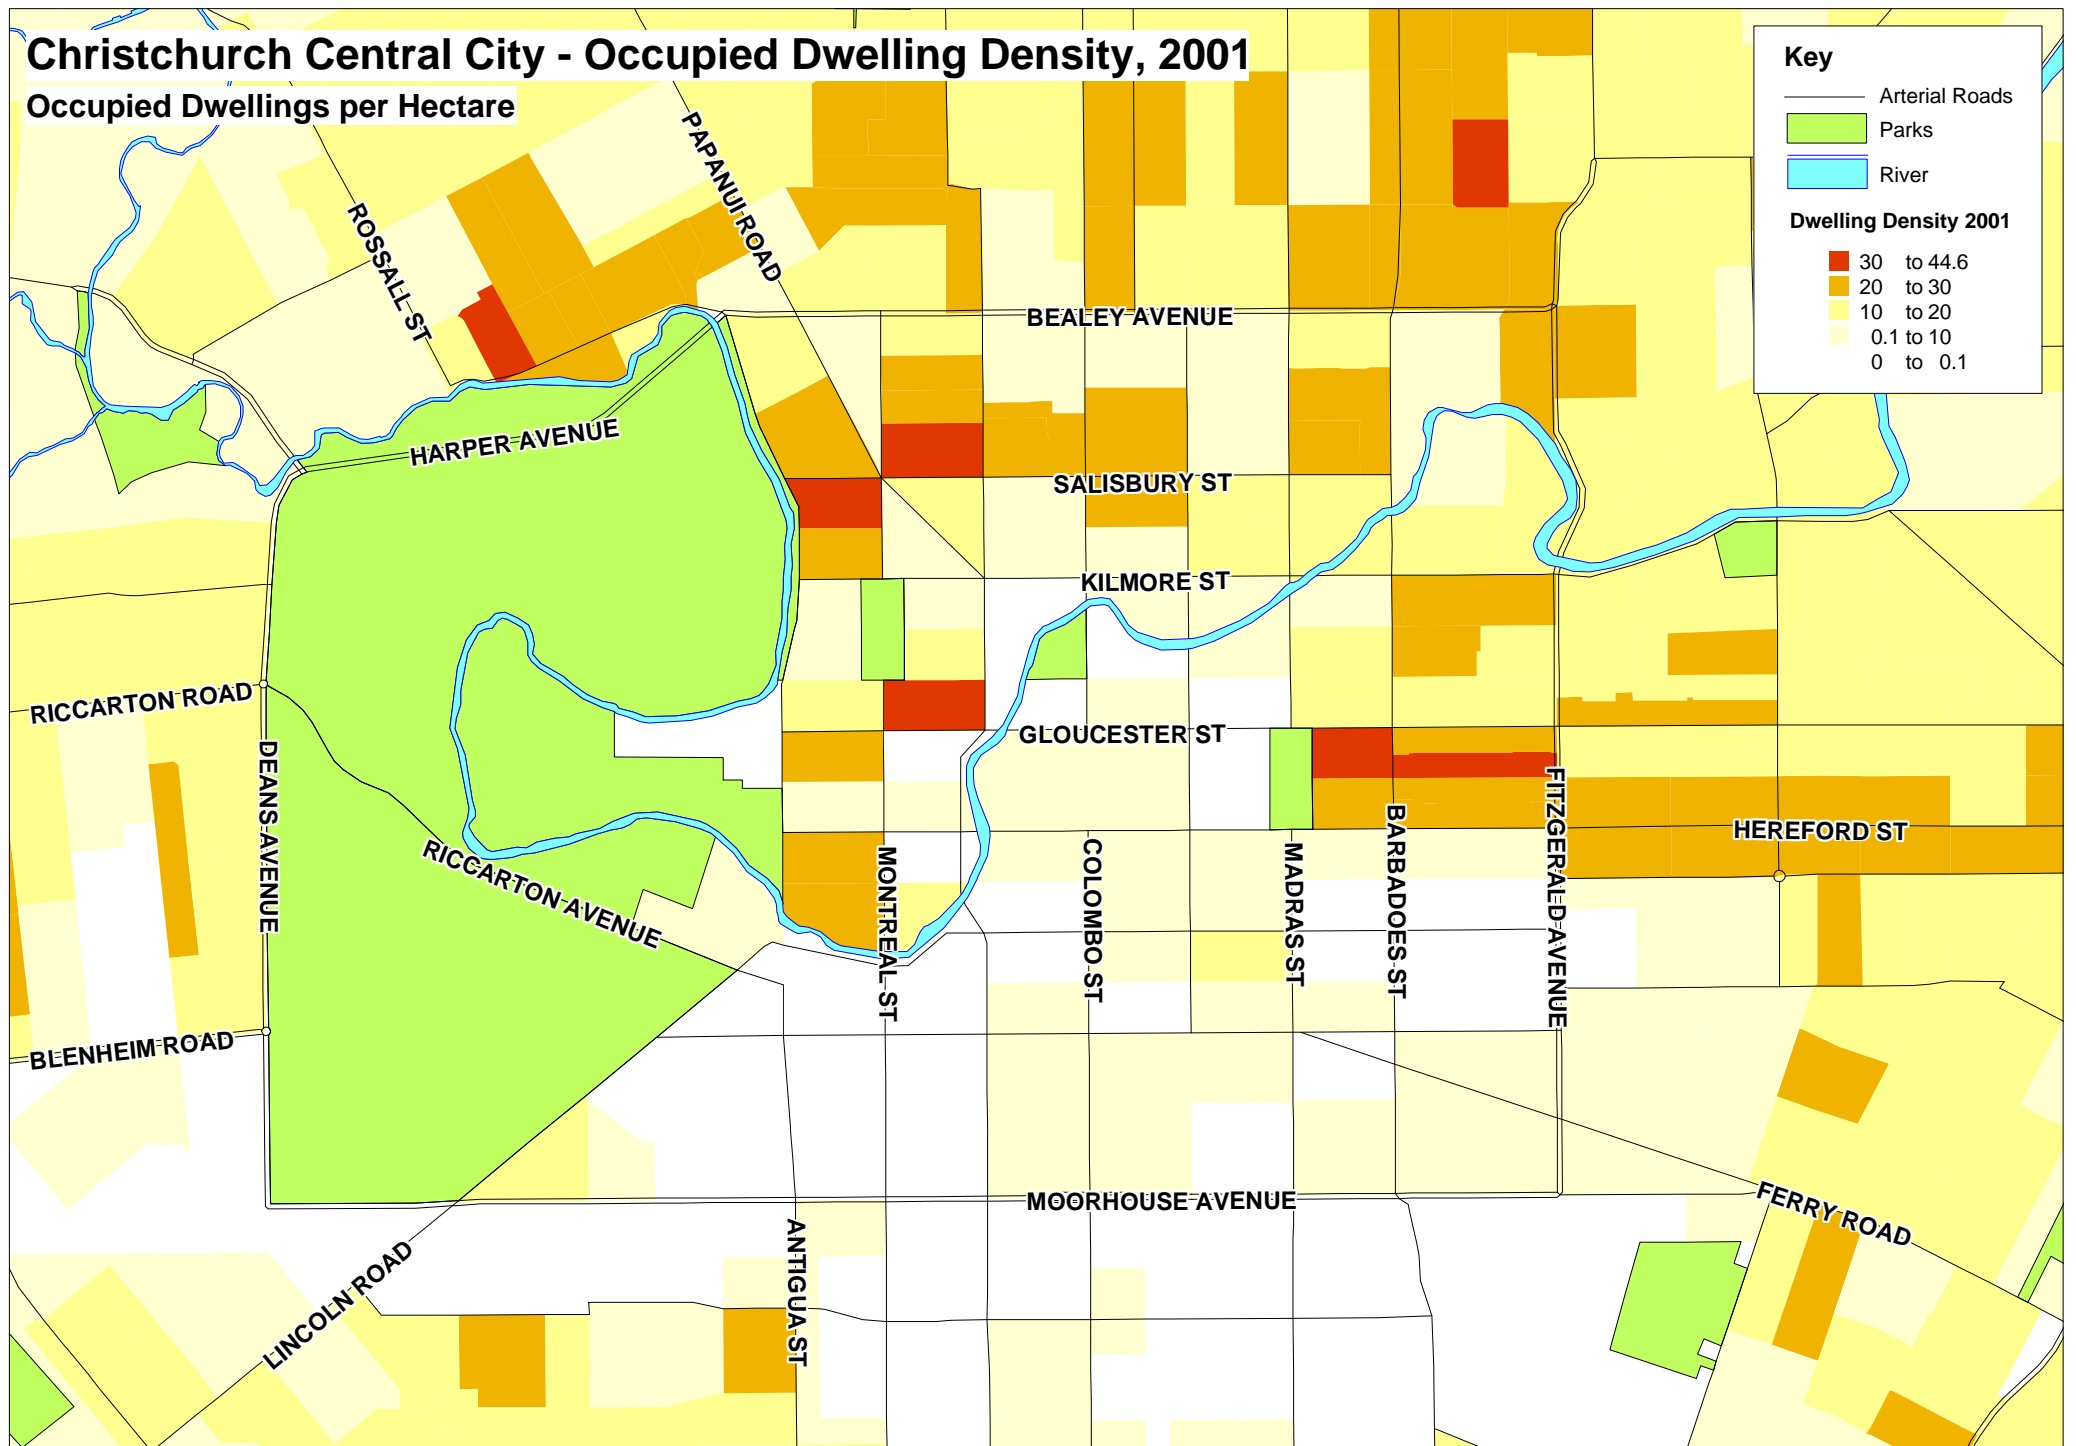 Christchurch Central City - Occupied Dwelling Density, 2001
Occupied Dwellings per Hectare
Key
Arterial Roads
Parks
River
Dwelling Density 2001
30 to 44.6
20 to 30
10 to 20
0.1 to 10
0 to 0.1
PAPANUI ROAD
ROSSALL ST
BEALEY AVENUE
HARPER AVENUE
SALISBURY ST
KILMORE ST
RICCARTON ROAD
GLOUCESTER ST
DEANS AVENUE
RICCARTON AVENUE
MONTREAL ST
COLOMBO ST
MADRAS ST
BARBADOES ST
FITZGERALD AVENUE
HEREFORD ST
BLENHEIM ROAD
MOORHOUSE AVENUE
FERRY ROAD
ANTIGUA ST
LINCOLN ROAD